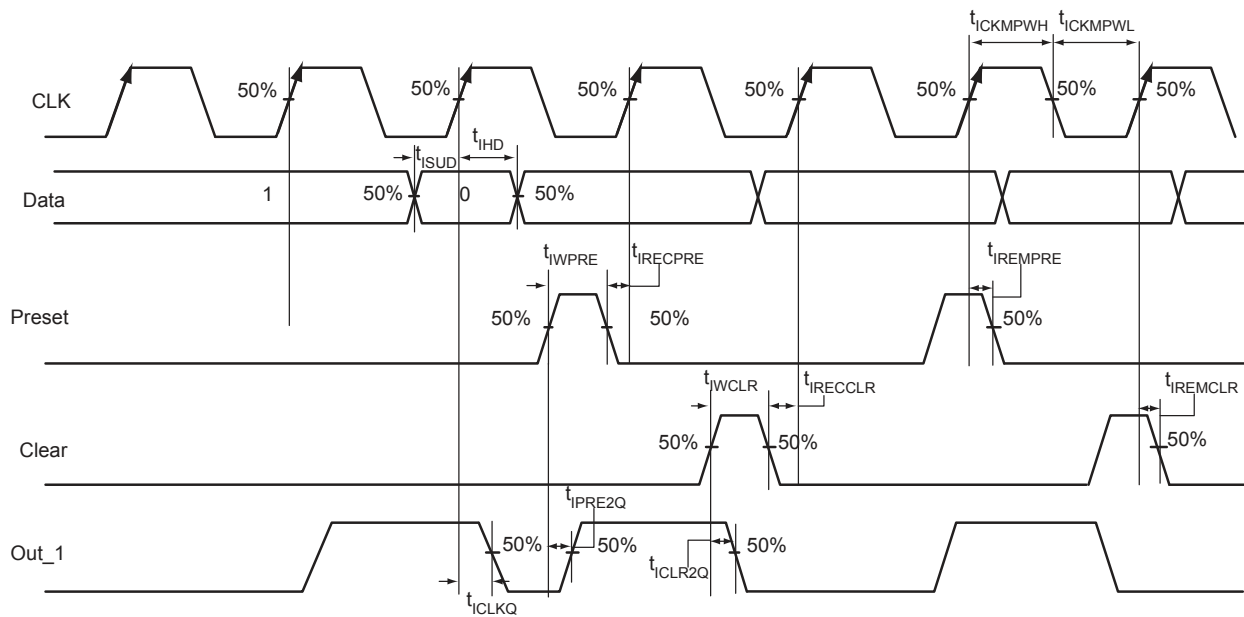 tICKMPWH tICKMPWL
CLK 50% 50% 50% 50% 50% 50% 50%
tISUD tIHD
Data 1 50% 0 50%
tIWPRE tIRECPRE tIREMPRE
Preset 50% 50% 50%
tIWCLR tIRECCLR tIREMCLR
Clear 50% 50% 50%
tIPRE2Q
Out_1 50% 50% tICLR2Q 50%
tICLKQ